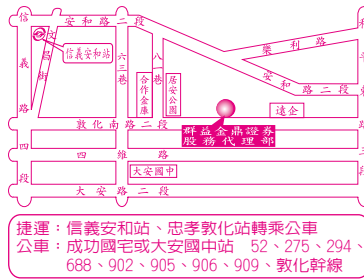 安和路二段
信義路四段
文昌街
信義安和站
六三巷
八一巷
合作金庫
居安公園
樂利路
安和路二段
遠企
敦化南路二段
群益金鼎證券
股務代理部
四維路
大安國中
大安路二段
捷運：信義安和站、忠孝敦化站轉乘公車
公車：成功國宅或大安國中站 52、275、294、
688、902、905、906、909、敦化幹線